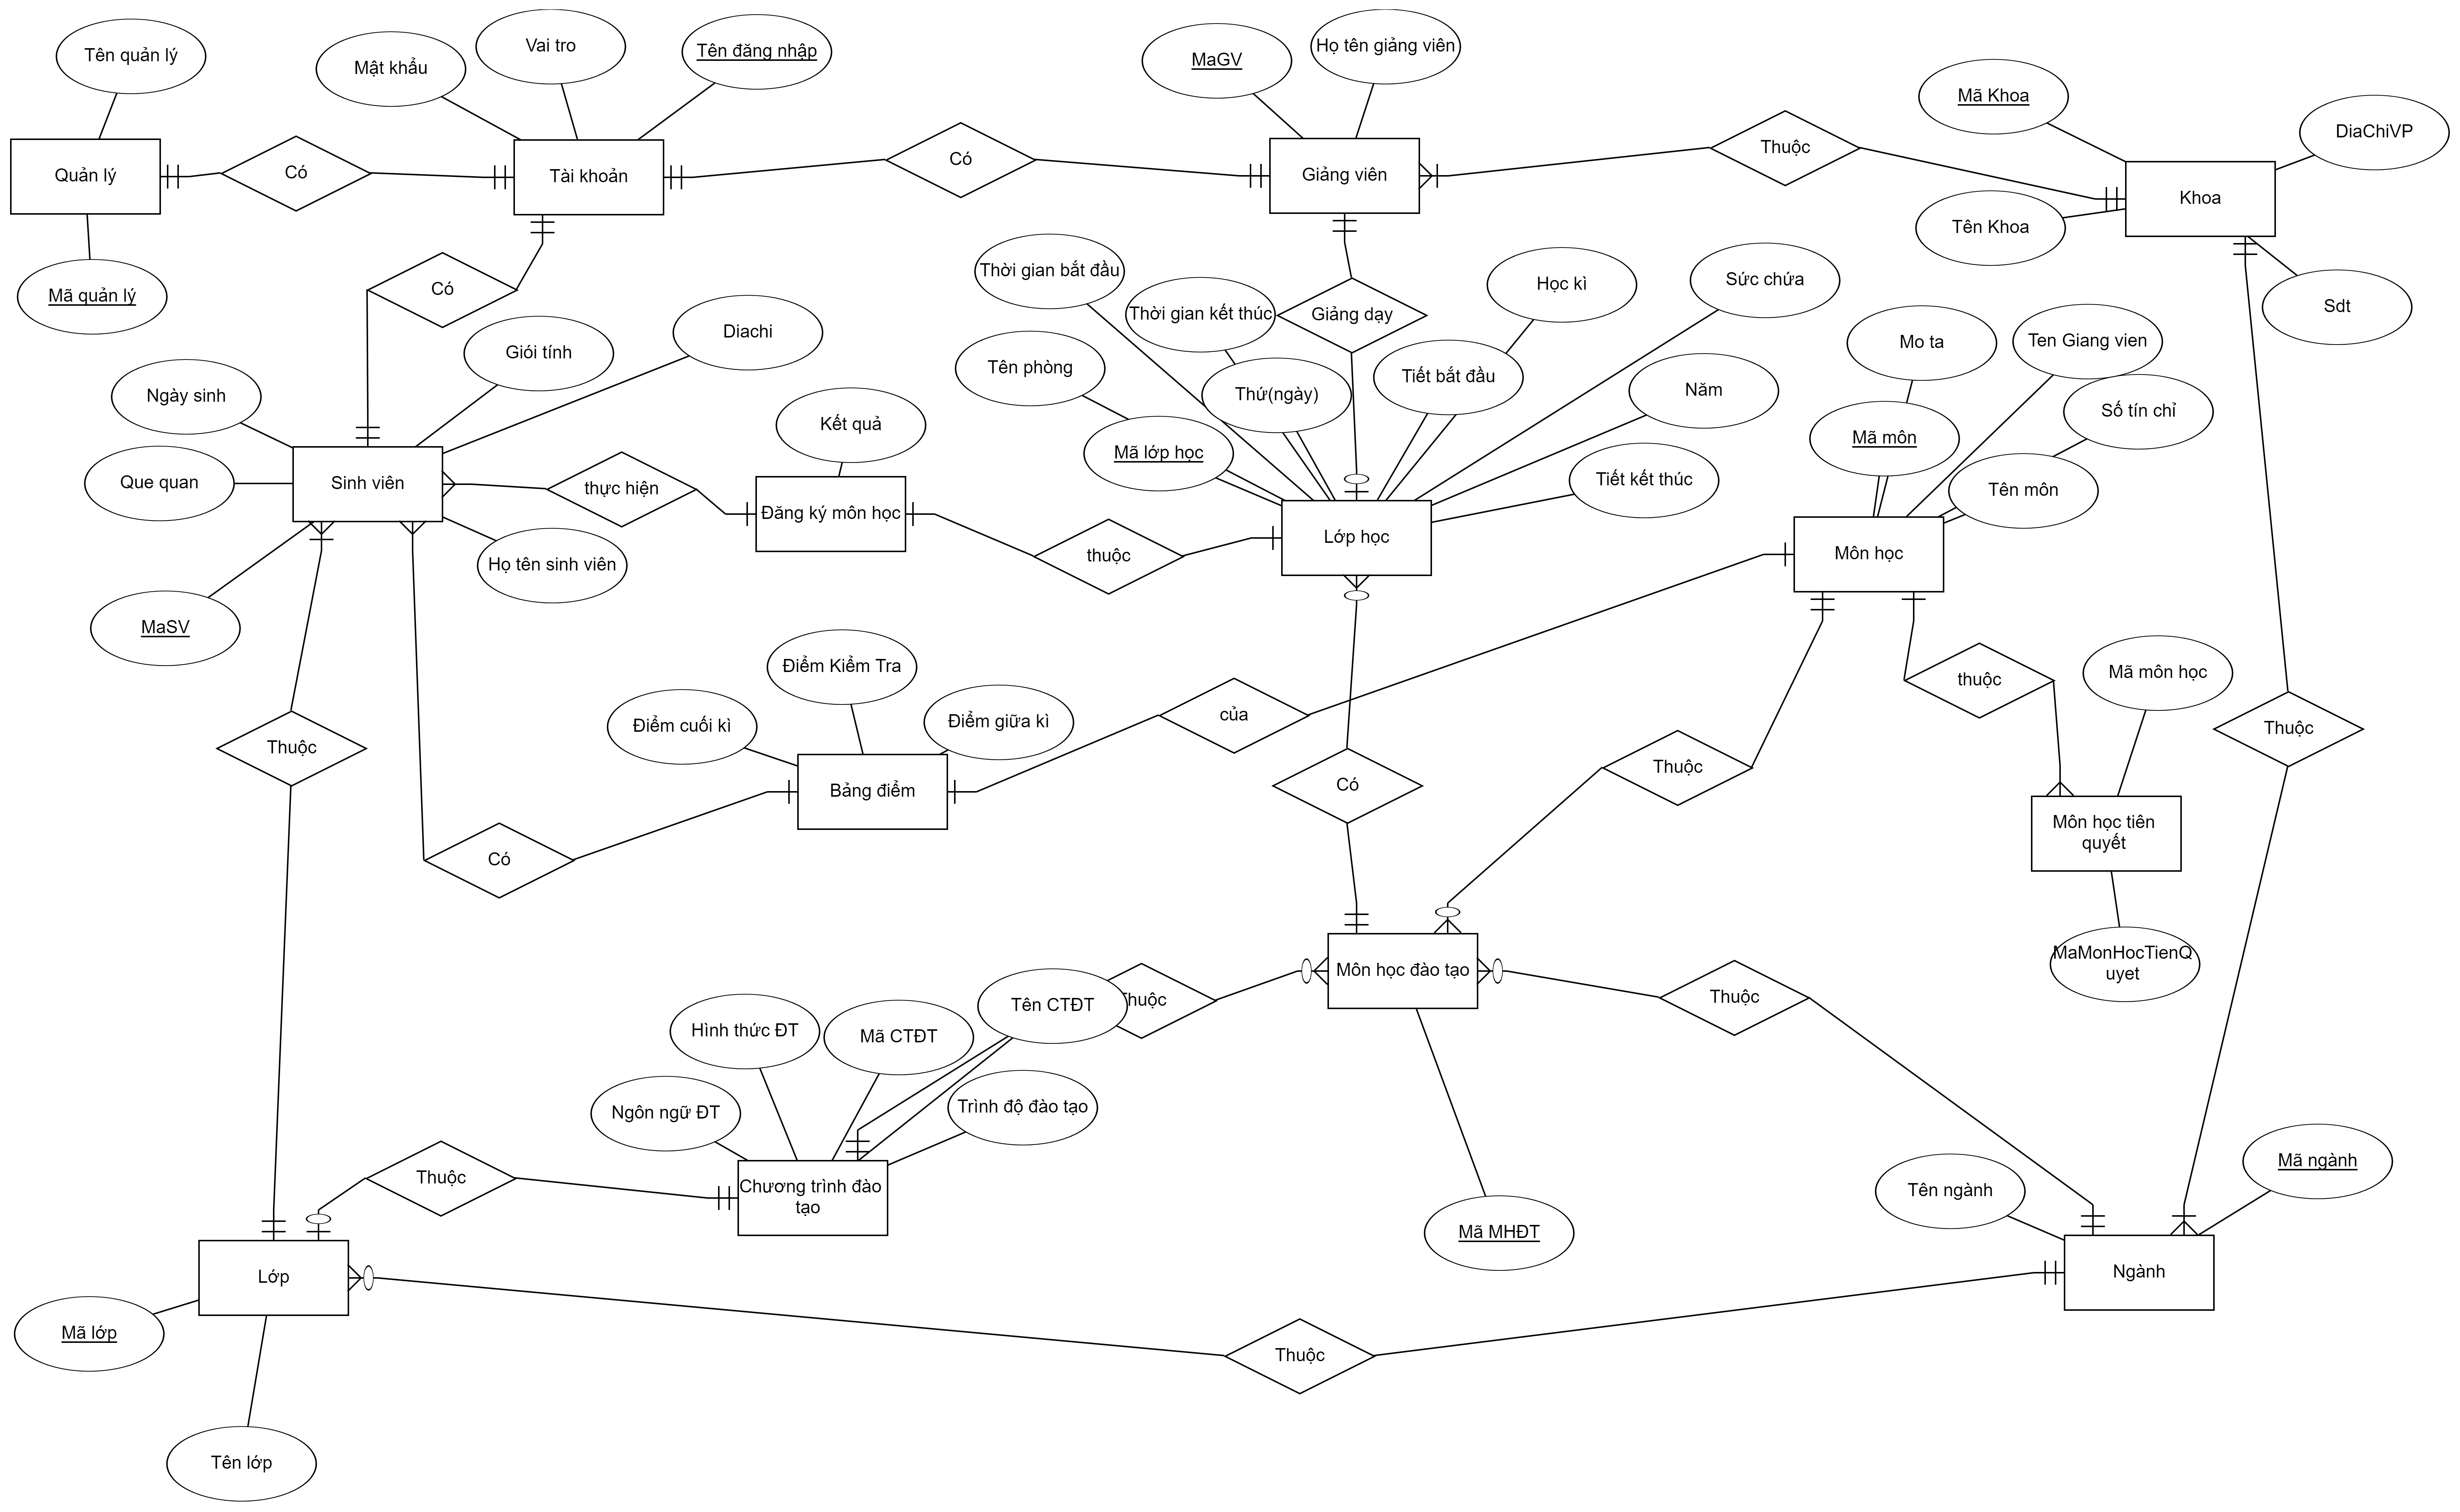 Tên quản lý
Mật khẩu
Vai tro
Tên đăng nhập
MaGV
Họ tên giảng viên
Mã Khoa
DiaChiVP
Quản lý
Có
Tài khoản
Có
Giảng viên
Thuộc
Khoa
Tên Khoa
Mã quản lý
Có
Thời gian bắt đầu
Thời gian kết thúc
Giảng dạy
Học kì
Sức chứa
Sdt
Giói tính
Diachi
Tên phòng
Thứ(ngày)
Tiết bắt đầu
Năm
Mo ta
Ten Giang vien
Ngày sinh
Kết quả
Mã lớp học
Mã môn
Số tín chỉ
Que quan
Sinh viên
thực hiện
Đăng ký môn học
Tiết kết thúc
Tên môn
Họ tên sinh viên
thuộc
Lớp học
Môn học
MaSV
Điểm Kiểm Tra
Điểm cuối kì
Điểm giữa kì
của
thuộc
Mã môn học
Thuộc
Thuộc
Thuộc
Bảng điểm
Có
Môn học tiên
quyết
Có
MaMonHocTienQ
uyet
Môn học đào tạo
Hình thức ĐT
Mã CTĐT
Tên CTĐT
Thuộc
Thuộc
Ngôn ngữ ĐT
Trình độ đào tạo
Thuộc
Chương trình đào
tạo
Mã MHĐT
Tên ngành
Mã ngành
Lớp
Ngành
Mã lớp
Thuộc
Tên lớp